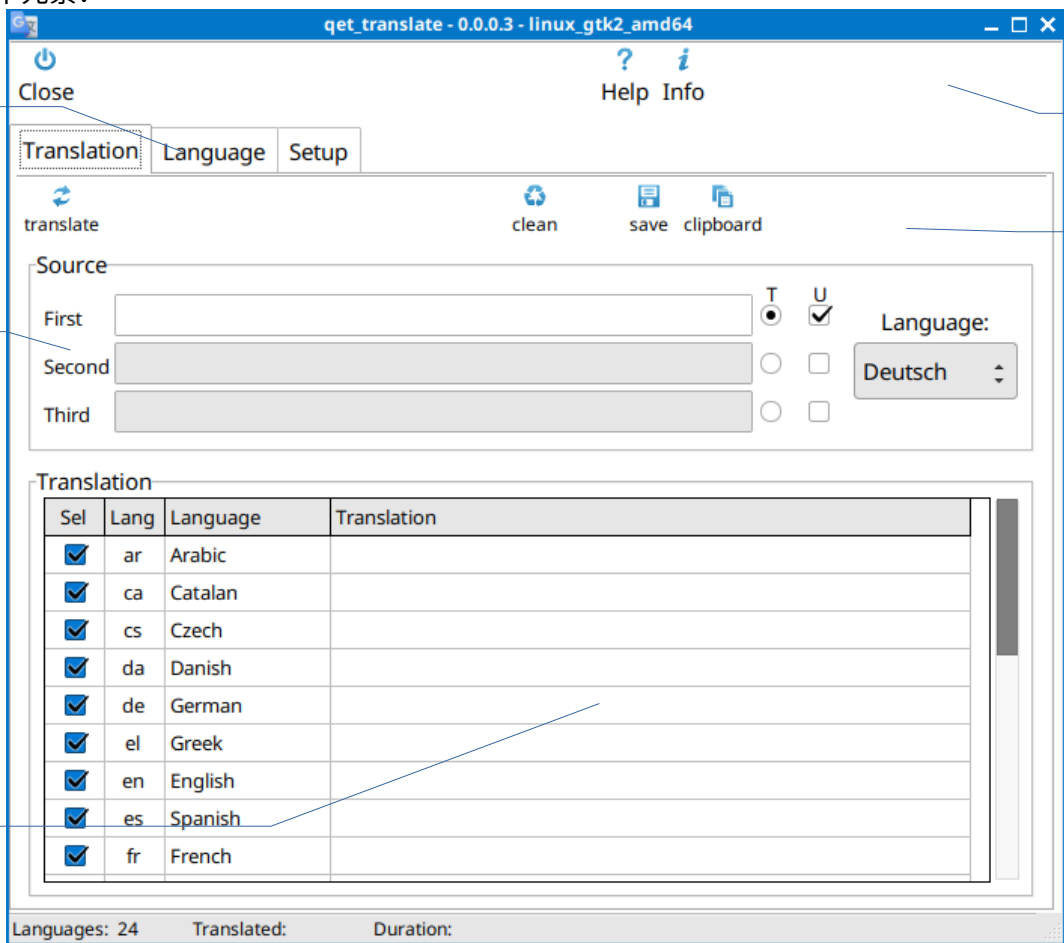 qet_translate - 0.0.0.3 - linux_gtk2_amd64
Close Help Info
Translation Language Setup
translate clean save clipboard
Source
T U
First
Language:
Second
Deutsch
Third
Translation
Sel Lang Language Translation
ar Arabic
ca Catalan
cs Czech
da Danish
de German
el Greek
en English
es Spanish
fr French
Languages: 24 Translated: Duration: